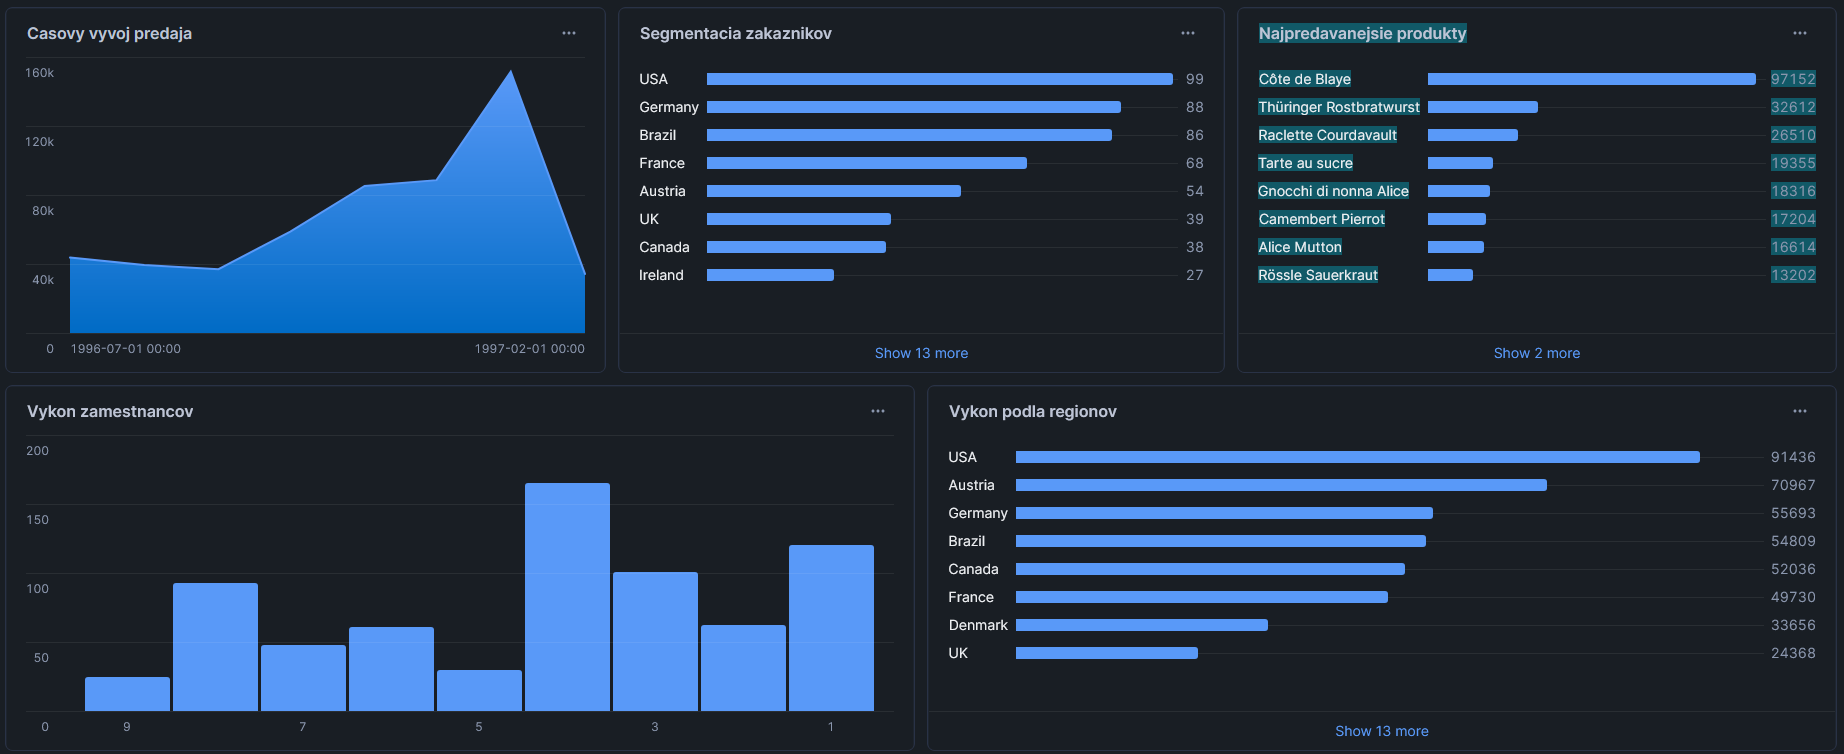 Casovy vyvoj predaja
160k
120k
80k
40k
0
1996-07-01 00:00
1997-02-01 00:00
Segmentacia zakaznikov
USA 99
Germany 88
Brazil 86
France 68
Austria 54
UK 39
Canada 38
Ireland 27
Show 13 more
Najpredavanejsie produkty
Côte de Blaye 97152
Thüringer Rostbratwurst 32612
Raclette Courdavault 26510
Tarte au sucre 19355
Gnocchi di nonna Alice 18316
Camembert Pierrot 17204
Alice Mutton 16614
Rössle Sauerkraut 13202
Show 2 more
Vykon zamestnancov
200
150
100
50
0
9 7 5 3 1
Vykon podla regionov
USA 91436
Austria 70967
Germany 55693
Brazil 54809
Canada 52036
France 49730
Denmark 33656
UK 24368
Show 13 more